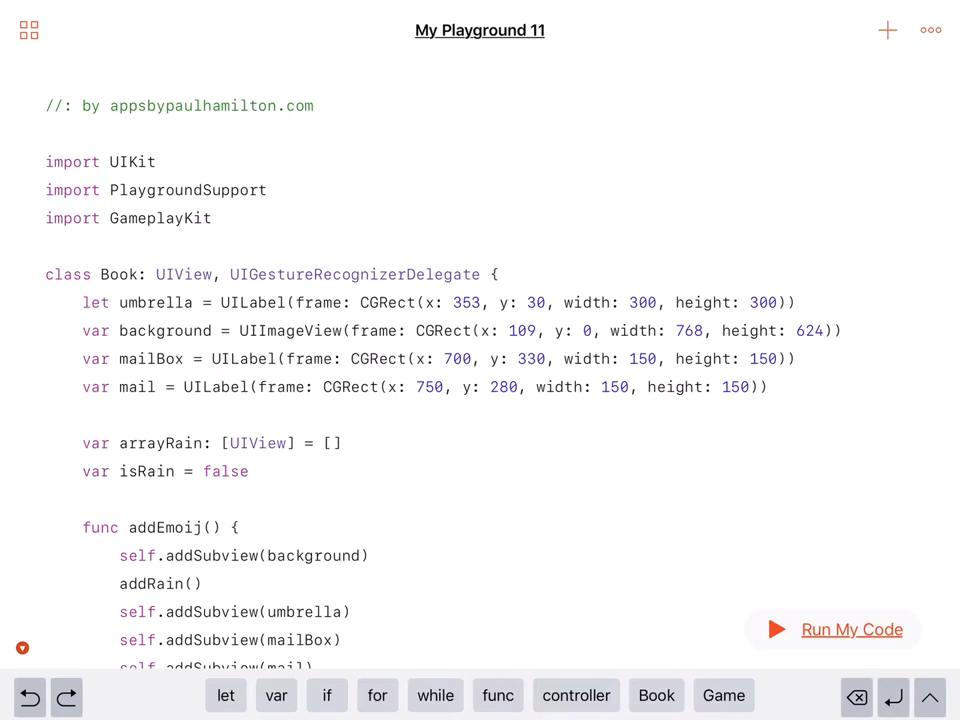 My Playground 11
//: by appsbypaulhamilton.com
import UIKit
import PlaygroundSupport
import GameplayKit
class Book: UIView, UIGestureRecognizerDelegate {
let umbrella = UILabel(frame: CGRect(x: 353, y: 30, width: 300, height: 300))
var background = UIImageView(frame: CGRect(x: 109, y: 0, width: 768, height: 624))
var mailBox = UILabel(frame: CGRect(x: 700, y: 330, width: 150, height: 150))
var mail = UILabel(frame: CGRect(x: 750, y: 280, width: 150, height: 150))
var arrayRain: [UIView] = []
var isRain = false
func addEmoij() {
self.addSubview(background)
addRain()
self.addSubview(umbrella)
self.addSubview(mailBox)
self.addSubview(mail)
Run My Code
let var if for while func controller Book Game